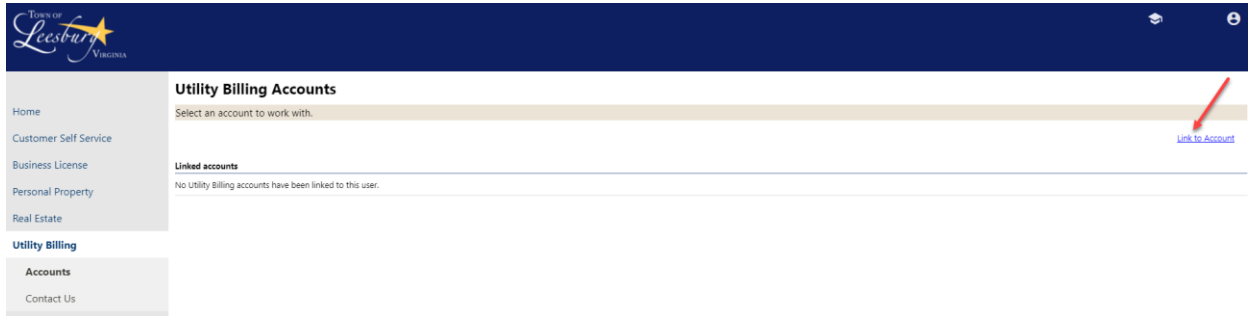 TOWN OF
Leesburg
VIRGINIA
Utility Billing Accounts
Home
Select an account to work with.
Customer Self Service
Link to Account
Business License
Linked accounts
Personal Property
No Utility Billing accounts have been linked to this user.
Real Estate
Utility Billing
Accounts
Contact Us